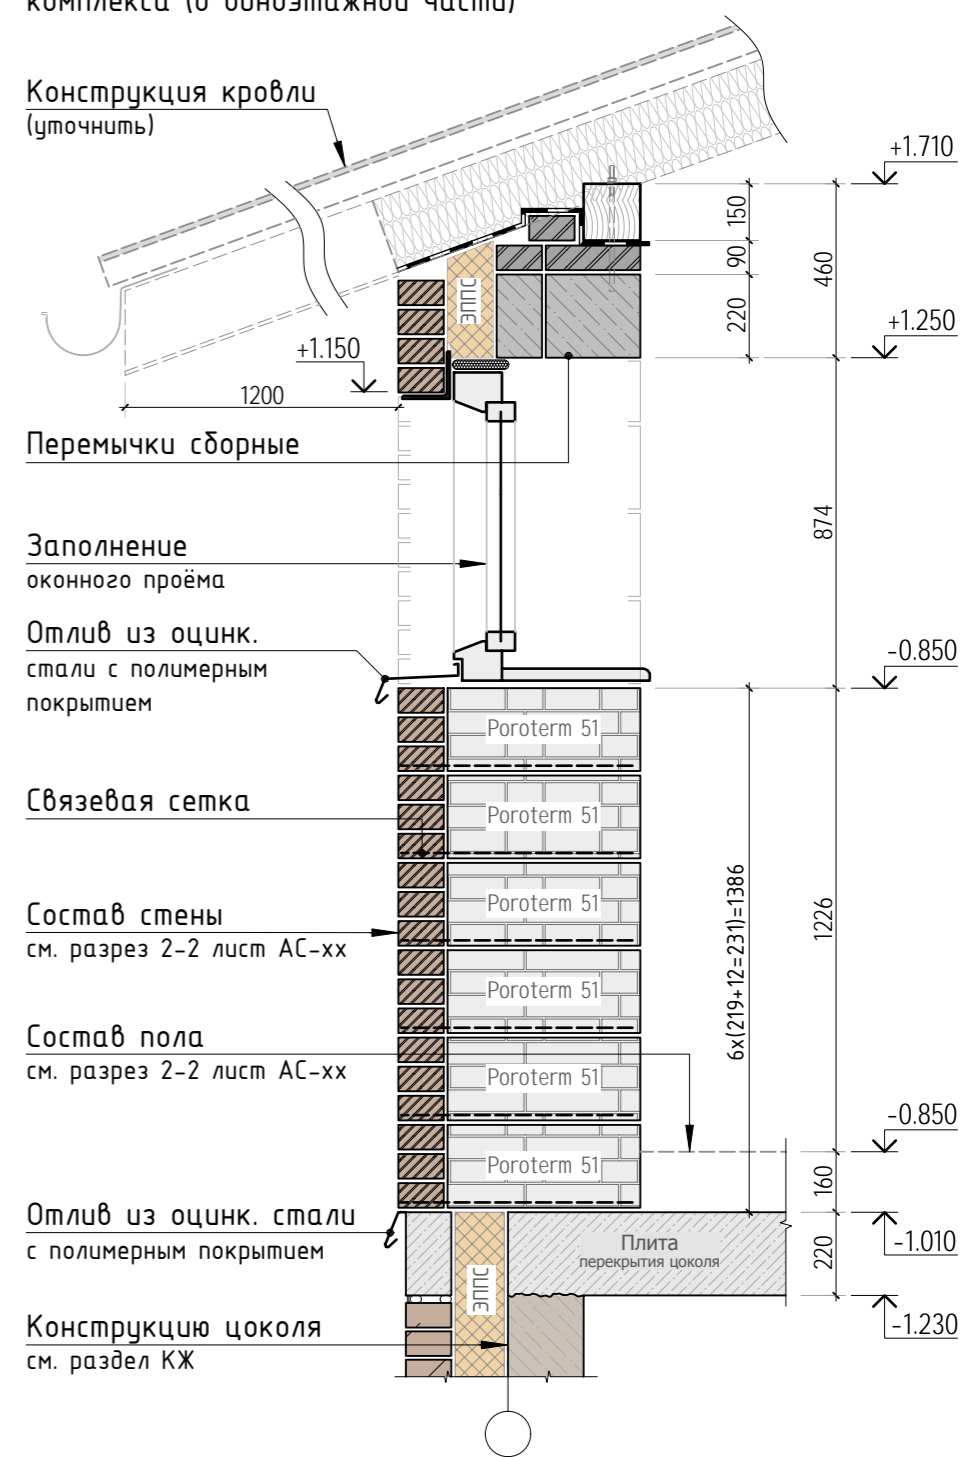 комплекса (в одноэтажной части)
Конструкция кровли
(уточнить)
+1.710
150
90
460
220
ЭППС
+1.250
+1.150
1200
Перемычки сборные
874
Заполнение
оконного проёма
Отлив из оцинк.
стали с полимерным
покрытием
-0.850
Poroterm 51
Связевая сетка
Poroterm 51
6х(219+12=231)=1386
1226
Состав стены
см. разрез 2-2 лист АС-хх
Poroterm 51
Poroterm 51
Состав пола
см. разрез 2-2 лист АС-хх
Poroterm 51
-0.850
Poroterm 51
160
Отлив из оцинк. стали
с полимерным покрытием
Плита
перекрытия цоколя
220
-1.010
ЭППС
Конструкцию цоколя
см. раздел КЖ
-1.230